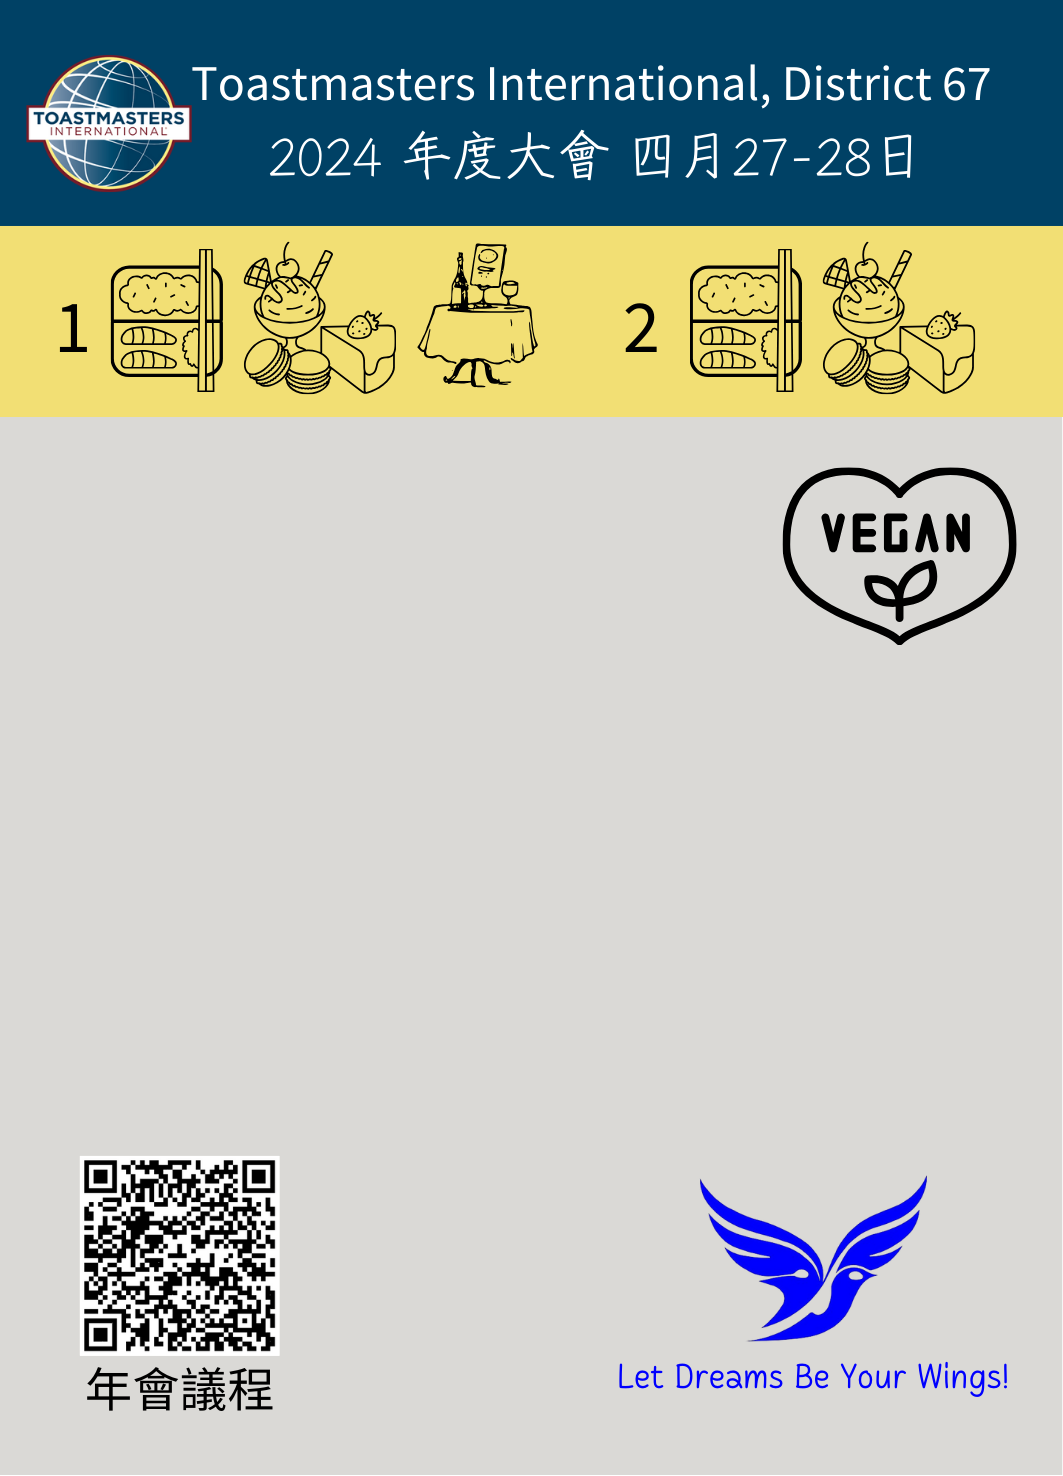 Toastmasters International, District 67
TOASTMASTERS
INTERNATIONAL
2024 年度大會 四月27-28日
1
2
VEGAN
年會議程
Let Dreams Be Your Wings!